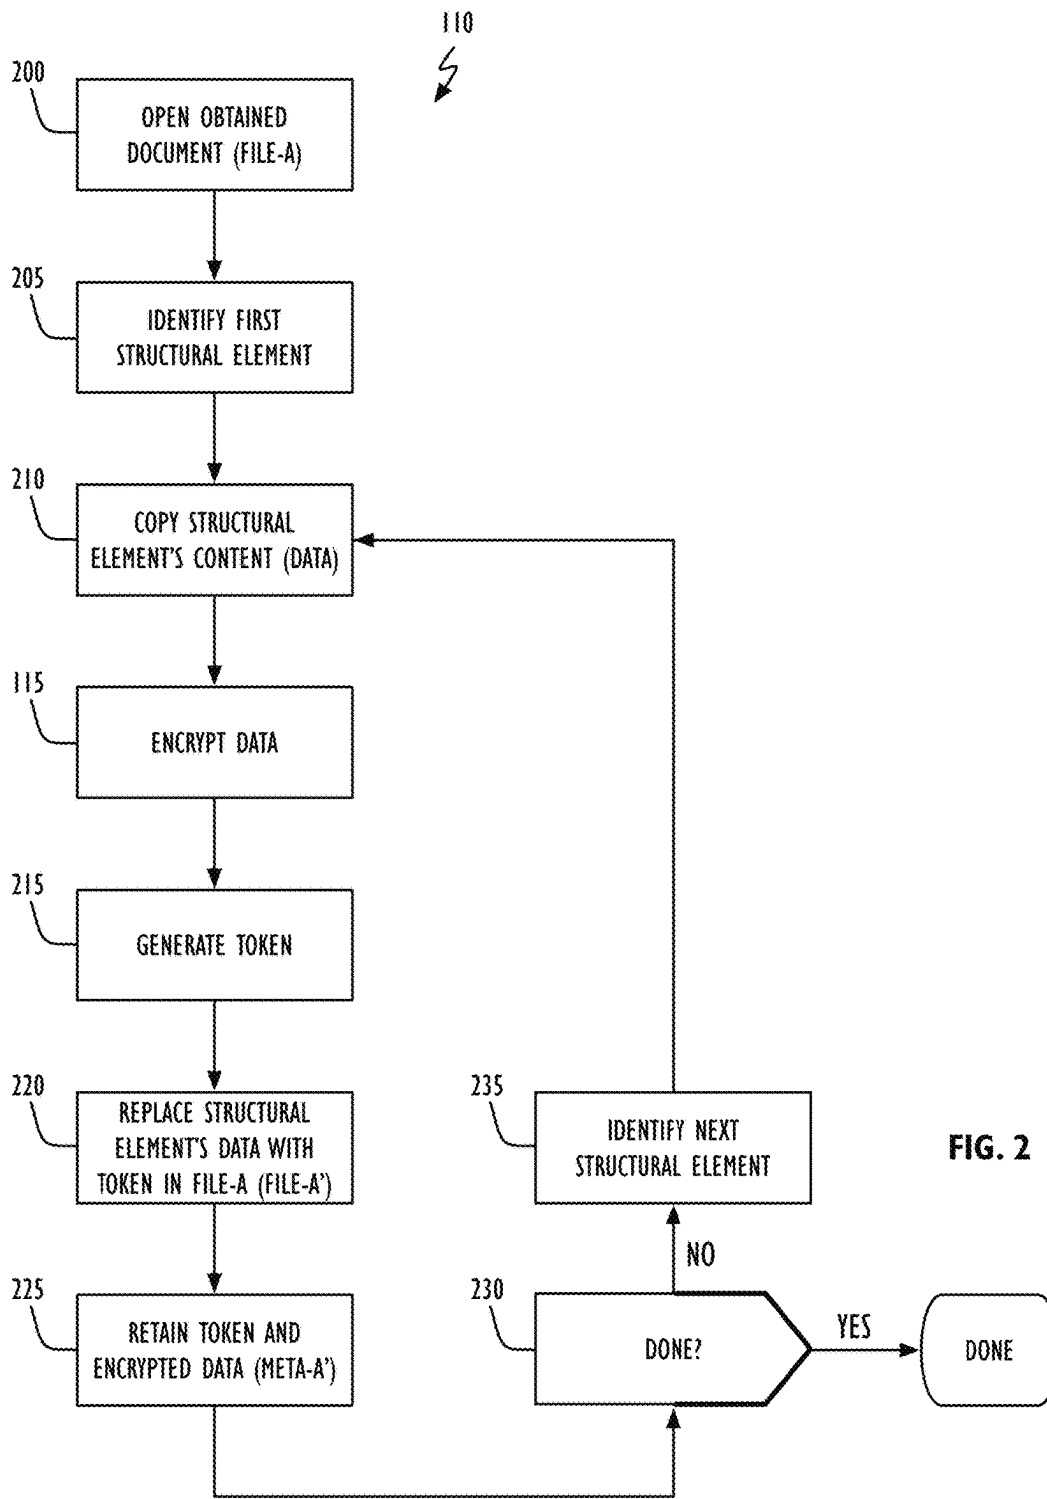 110
200
OPEN OBTAINED
DOCUMENT (FILE-A)
205
IDENTIFY FIRST
STRUCTURAL ELEMENT
210
COPY STRUCTURAL
ELEMENT'S CONTENT (DATA)
115
ENCRYPT DATA
215
GENERATE TOKEN
220
REPLACE STRUCTURAL
ELEMENT'S DATA WITH
TOKEN IN FILE-A (FILE-A')
225
RETAIN TOKEN AND
ENCRYPTED DATA (META-A')
235
IDENTIFY NEXT
STRUCTURAL ELEMENT
NO
230
DONE?
YES
DONE
FIG. 2